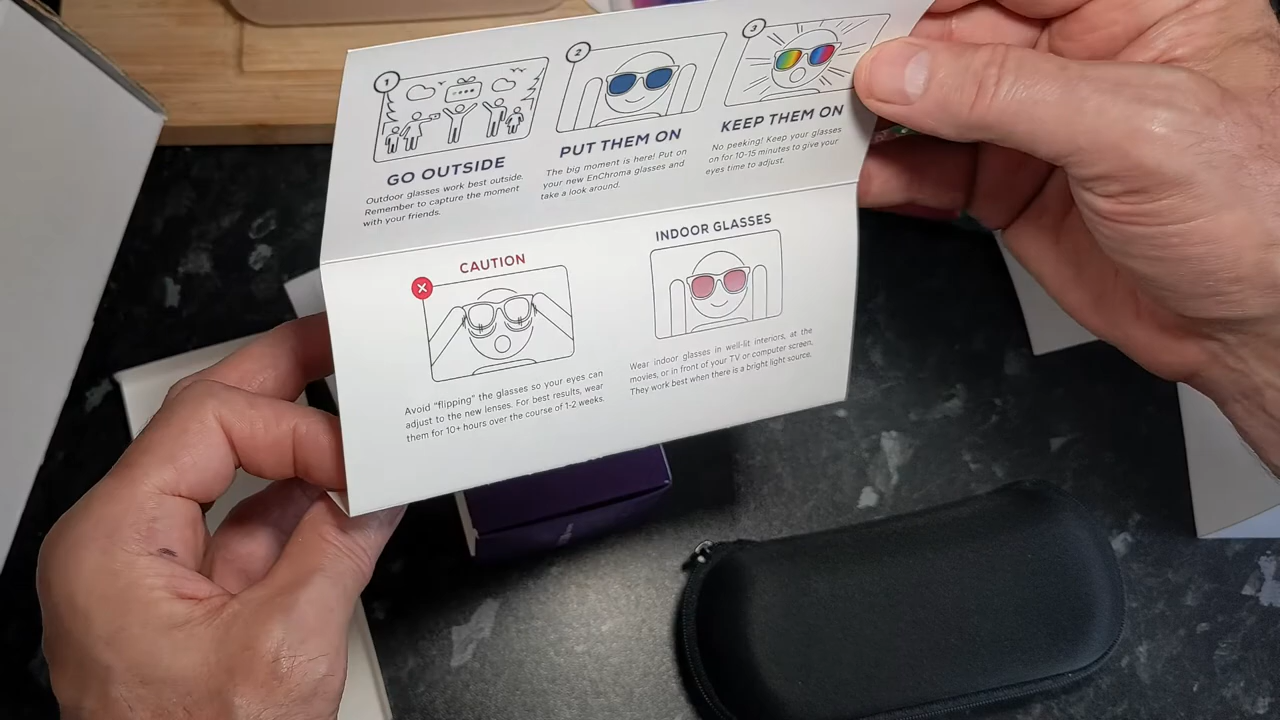 1
GO OUTSIDE
Outdoor glasses work best outside.
Remember to capture the moment
with your friends.
2
PUT THEM ON
The big moment is here! Put on
your new EnChroma glasses and
take a look around.
3
KEEP THEM ON
No peeking! Keep your glasses
on for 10-15 minutes to give your
eyes time to adjust.
CAUTION
X
Avoid "flipping" the glasses so your eyes can
adjust to the new lenses. For best results, wear
them for 10+ hours over the course of 1-2 weeks.
INDOOR GLASSES
Wear indoor glasses in well-lit interiors, at the
movies, or in front of your TV or computer screen.
They work best when there is a bright light source.